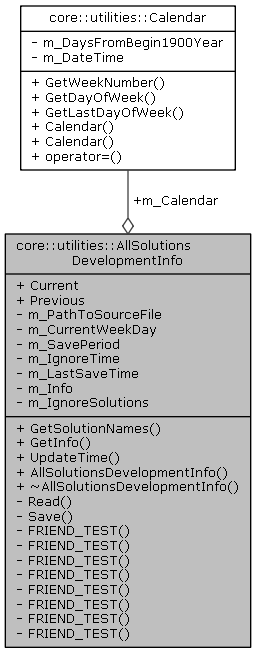 core::utilities::Calendar
- m_DaysFromBegin1900Year
- m_DateTime
+ GetWeekNumber()
+ GetDayOfWeek()
+ GetLastDayOfWeek()
+ Calendar()
+ Calendar()
+ operator=()
+m_Calendar
core::utilities::AllSolutions
DevelopmentInfo
+ Current
+ Previous
- m_PathToSourceFile
- m_CurrentWeekDay
- m_SavePeriod
- m_IgnoreTime
- m_LastSaveTime
- m_Info
- m_IgnoreSolutions
+ GetSolutionNames()
+ GetInfo()
+ UpdateTime()
+ AllSolutionsDevelopmentInfo()
+ ~AllSolutionsDevelopmentInfo()
- Read()
- Save()
- FRIEND_TEST()
- FRIEND_TEST()
- FRIEND_TEST()
- FRIEND_TEST()
- FRIEND_TEST()
- FRIEND_TEST()
- FRIEND_TEST()
- FRIEND_TEST()